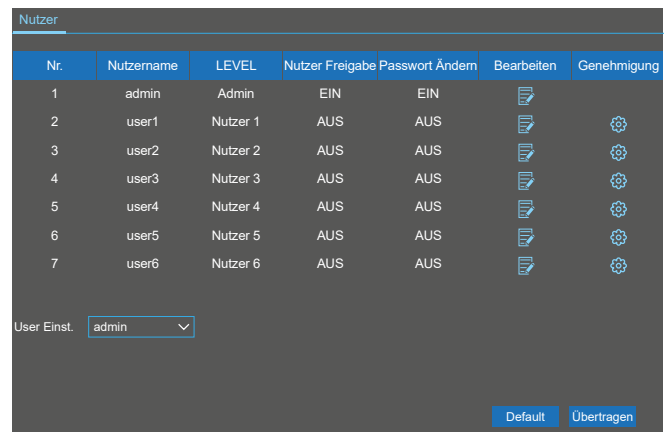 Nutzer
Nr. Nutzername LEVEL Nutzer Freigabe Passwort Ändern Bearbeiten Genehmigung
1 admin Admin EIN EIN
2 user1 Nutzer 1 AUS AUS
3 user2 Nutzer 2 AUS AUS
4 user3 Nutzer 3 AUS AUS
5 user4 Nutzer 4 AUS AUS
6 user5 Nutzer 5 AUS AUS
7 user6 Nutzer 6 AUS AUS
User Einst. admin
Default Übertragen